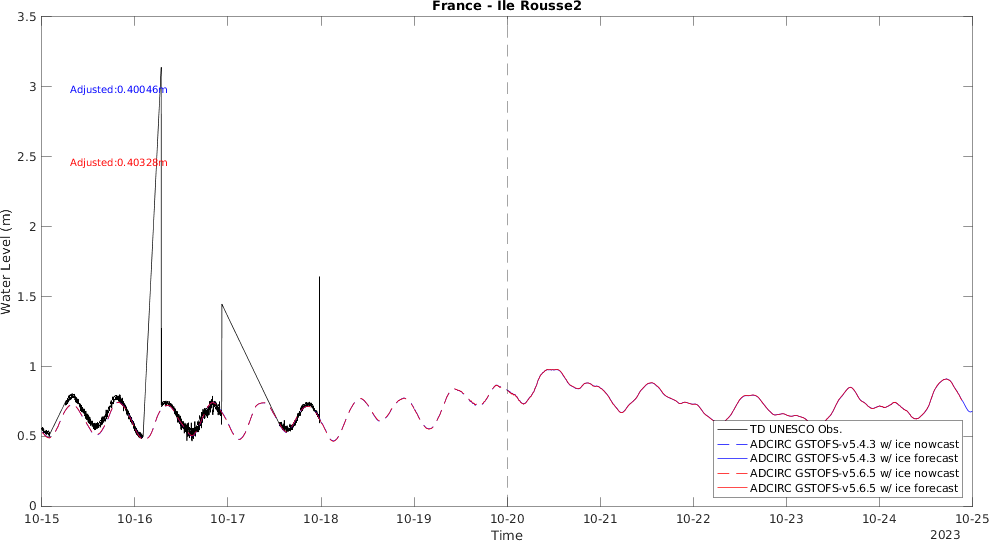 France - Ile Rousse2
3.5
3
2.5
2
1.5
1
0.5
0
Water Level (m)
Adjusted:0.40046m
Adjusted:0.40328m
TD UNESCO Obs.
ADCIRC GSTOFS-v5.4.3 w/ ice nowcast
ADCIRC GSTOFS-v5.4.3 w/ ice forecast
ADCIRC GSTOFS-v5.6.5 w/ ice nowcast
ADCIRC GSTOFS-v5.6.5 w/ ice forecast
10-15 10-16 10-17 10-18 10-19 10-20 10-21 10-22 10-23 10-24 10-25
Time
2023